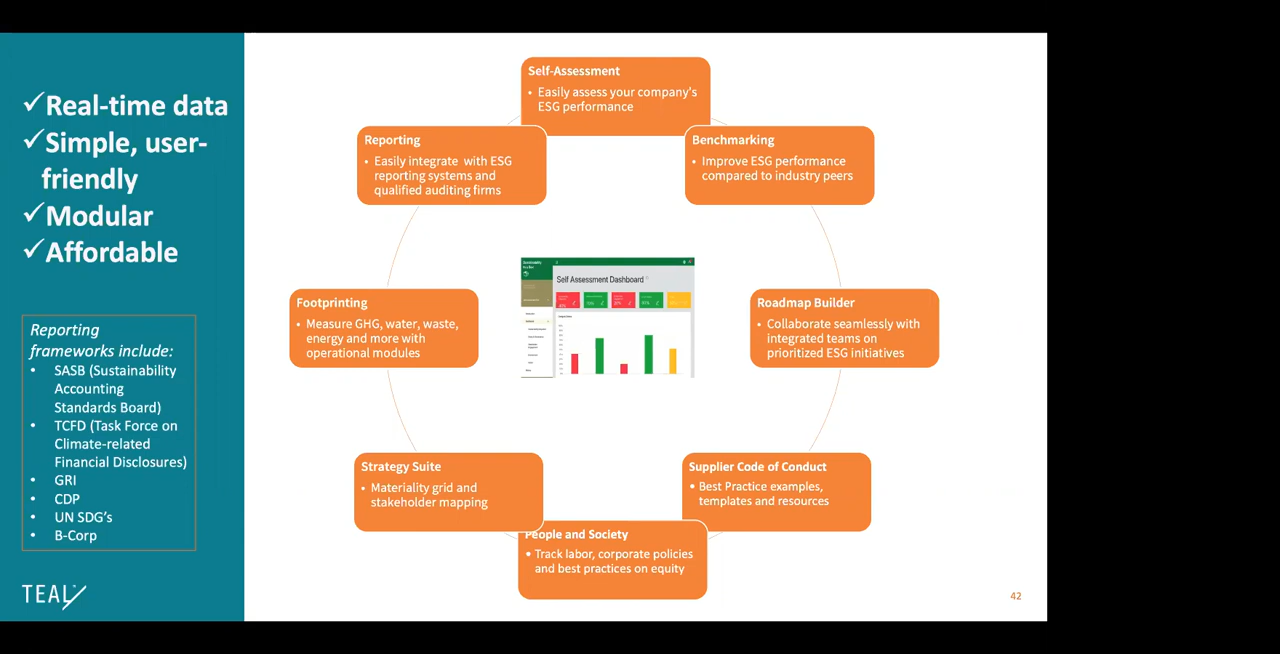 ✓Real-time data
✓Simple, user-
friendly
✓Modular
✓Affordable
Reporting
frameworks include:
• SASB (Sustainability
Accounting
Standards Board)
• TCFD (Task Force on
Climate-related
Financial Disclosures)
• GRI
• CDP
• UN SDG's
• B-Corp
TEAL
Self-Assessment
• Easily assess your company's
ESG performance
Benchmarking
• Improve ESG performance
compared to industry peers
Roadmap Builder
• Collaborate seamlessly with
integrated teams on
prioritized ESG initiatives
Supplier Code of Conduct
• Best Practice examples,
templates and resources
People and Society
• Track labor, corporate policies
and best practices on equity
Strategy Suite
• Materiality grid and
stakeholder mapping
Footprinting
• Measure GHG, water, waste,
energy and more with
operational modules
Reporting
• Easily integrate with ESG
reporting systems and
qualified auditing firms
Self Assessment Dashboard
42